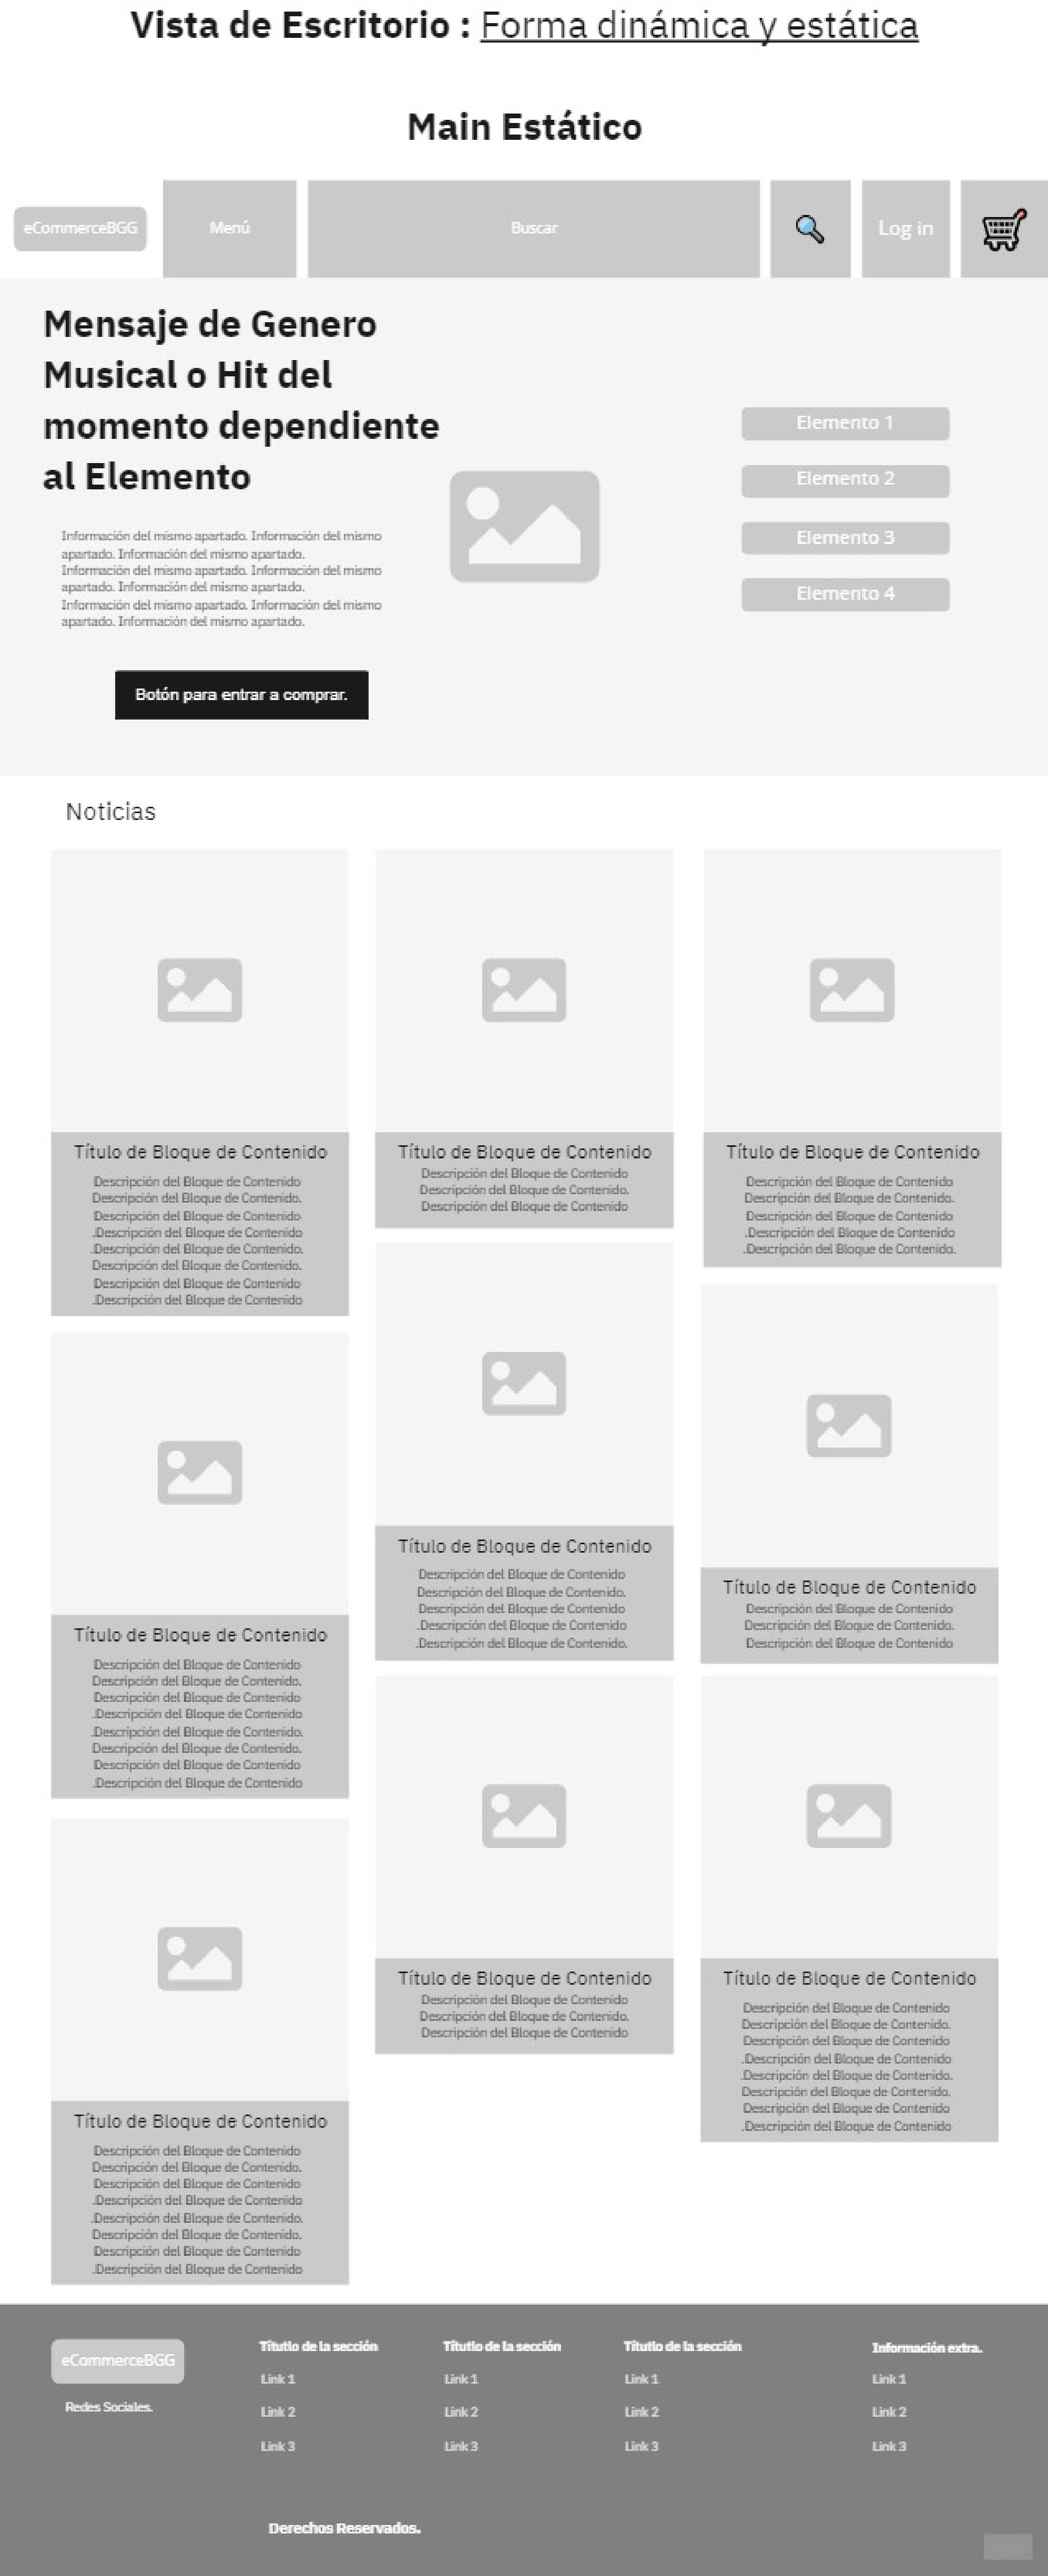 Vista de Escritorio : Forma dinámica y estática
Main Estático
eCommerceBGG
Menú
Buscar
Log in
Mensaje de Genero
Musical o Hit del
momento dependiente
al Elemento
Información del mismo apartado. Información del mismo
apartado. Información del mismo apartado.
Información del mismo apartado. Información del mismo
apartado. Información del mismo apartado.
Información del mismo apartado. Información del mismo
apartado. Información del mismo apartado.
Botón para entrar a comprar.
Elemento 1
Elemento 2
Elemento 3
Elemento 4
Noticias
Título de Bloque de Contenido
Descripción del Bloque de Contenido
Descripción del Bloque de Contenido.
Descripción del Bloque de Contenido
.Descripción del Bloque de Contenido
.Descripción del Bloque de Contenido.
Descripción del Bloque de Contenido.
Descripción del Bloque de Contenido
.Descripción del Bloque de Contenido
Título de Bloque de Contenido
Descripción del Bloque de Contenido
Descripción del Bloque de Contenido.
Descripción del Bloque de Contenido
Título de Bloque de Contenido
Descripción del Bloque de Contenido
Descripción del Bloque de Contenido.
Descripción del Bloque de Contenido
.Descripción del Bloque de Contenido
.Descripción del Bloque de Contenido.
Título de Bloque de Contenido
Descripción del Bloque de Contenido
Descripción del Bloque de Contenido.
Descripción del Bloque de Contenido
.Descripción del Bloque de Contenido
.Descripción del Bloque de Contenido.
Descripción del Bloque de Contenido.
Descripción del Bloque de Contenido
.Descripción del Bloque de Contenido
Título de Bloque de Contenido
Descripción del Bloque de Contenido
Descripción del Bloque de Contenido.
Descripción del Bloque de Contenido
.Descripción del Bloque de Contenido
.Descripción del Bloque de Contenido.
Título de Bloque de Contenido
Descripción del Bloque de Contenido
Descripción del Bloque de Contenido.
Descripción del Bloque de Contenido
Título de Bloque de Contenido
Descripción del Bloque de Contenido
Descripción del Bloque de Contenido.
Descripción del Bloque de Contenido
.Descripción del Bloque de Contenido
.Descripción del Bloque de Contenido.
Descripción del Bloque de Contenido.
Descripción del Bloque de Contenido
.Descripción del Bloque de Contenido
Título de Bloque de Contenido
Descripción del Bloque de Contenido
Descripción del Bloque de Contenido.
Descripción del Bloque de Contenido
Título de Bloque de Contenido
Descripción del Bloque de Contenido
Descripción del Bloque de Contenido.
Descripción del Bloque de Contenido
.Descripción del Bloque de Contenido
.Descripción del Bloque de Contenido.
Descripción del Bloque de Contenido.
Descripción del Bloque de Contenido
.Descripción del Bloque de Contenido
eCommerceBGG
Redes Sociales.
Títutlo de la sección
Link 1
Link 2
Link 3
Títutlo de la sección
Link 1
Link 2
Link 3
Títutlo de la sección
Link 1
Link 2
Link 3
Información extra.
Link 1
Link 2
Link 3
Derechos Reservados.